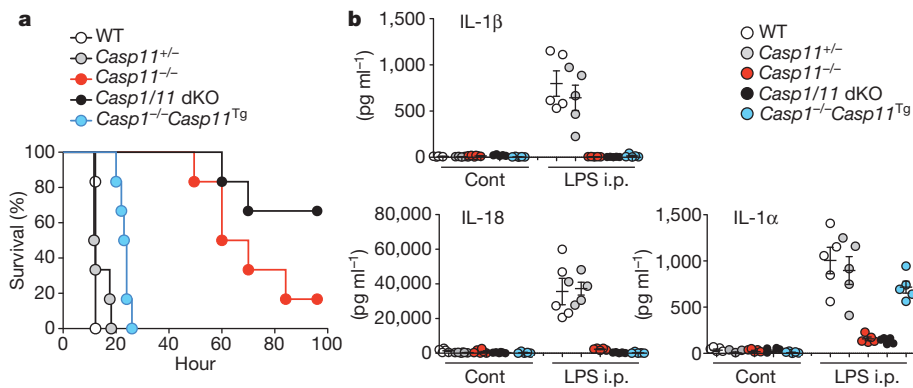 a
WT
Casp11+/–
Casp11–/–
Casp1/11 dKO
Casp1–/–Casp11Tg
Survival (%)
100
80
60
40
20
0
0 20 40 60 80 100
Hour
b
IL-1β
(pg ml–1)
1,500
1,000
500
0
Cont LPS i.p.
WT
Casp11+/–
Casp11–/–
Casp1/11 dKO
Casp1–/–Casp11Tg
IL-18
(pg ml–1)
80,000
60,000
40,000
20,000
0
Cont LPS i.p.
IL-1α
(pg ml–1)
1,500
1,000
500
0
Cont LPS i.p.